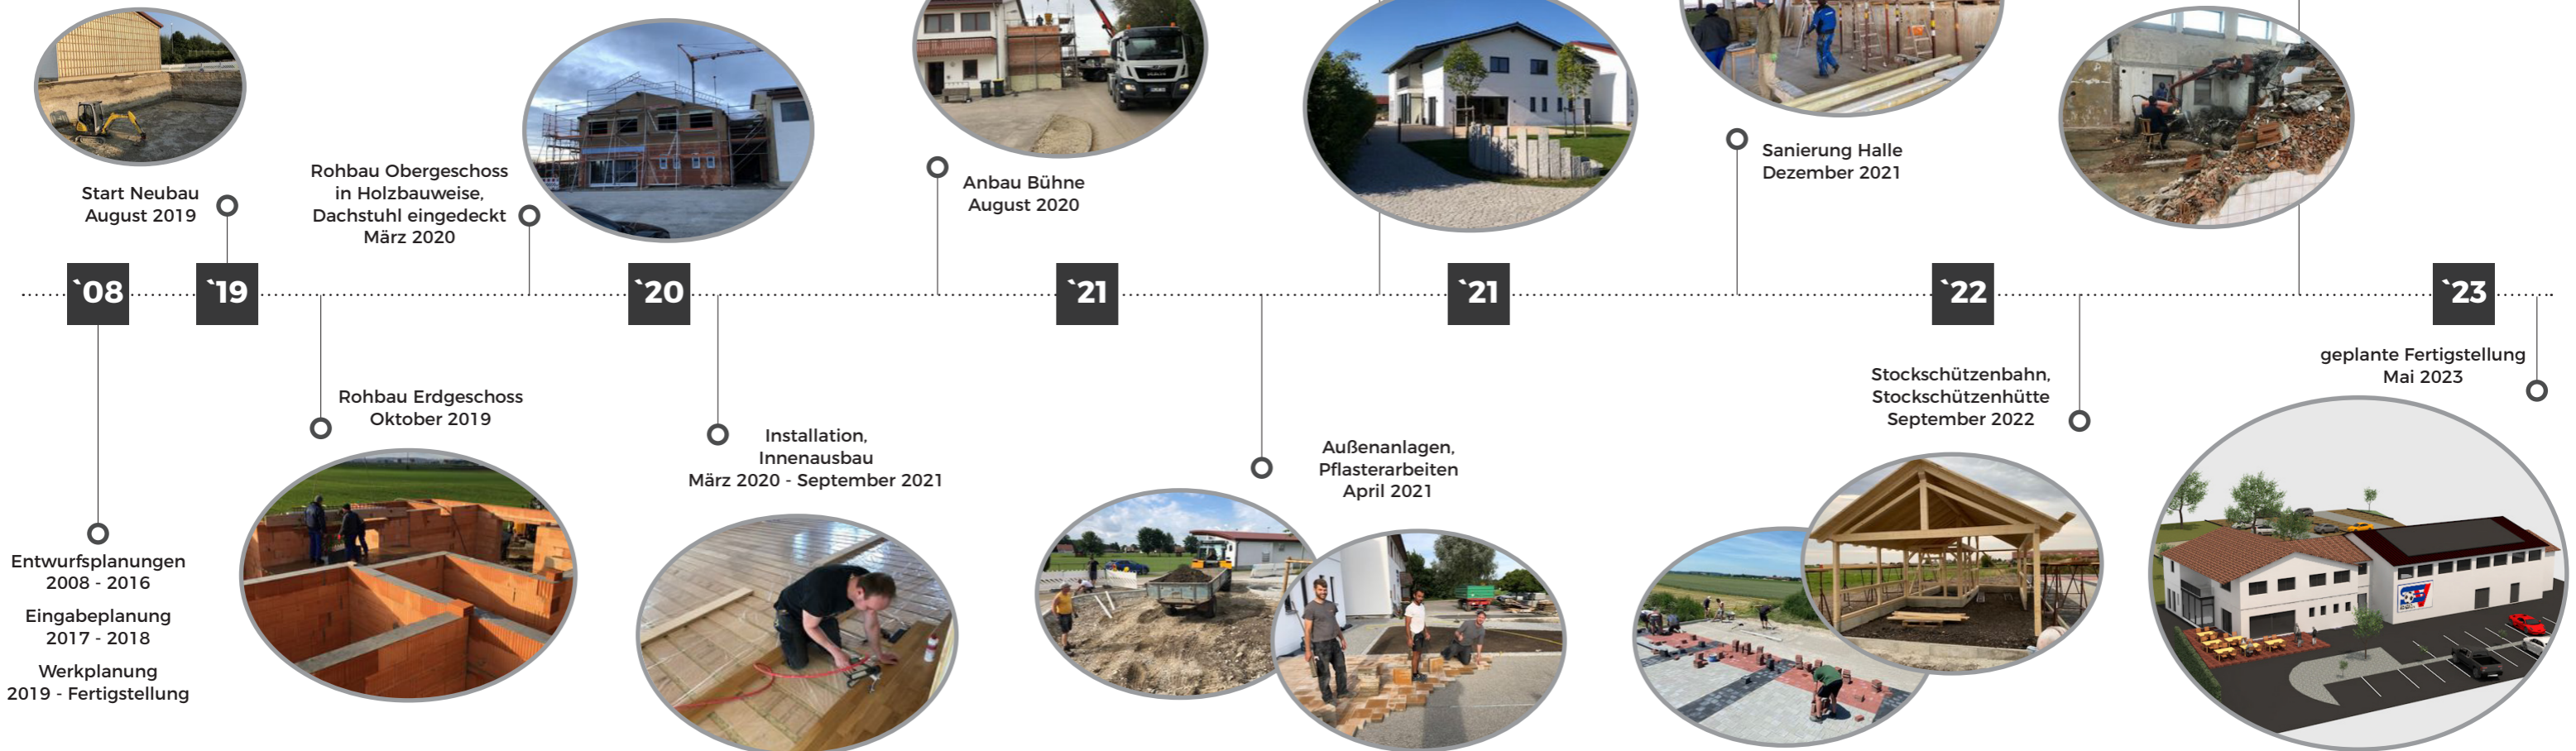 Start Neubau
August 2019
Rohbau Obergeschoss
in Holzbauweise,
Dachstuhl eingedeckt
März 2020
Anbau Bühne
August 2020
Sanierung Halle
Dezember 2021
`08
`19
`20
`21
`21
`22
`23
Entwurfsplanungen
2008 - 2016
Eingabeplanung
2017 - 2018
Werkplanung
2019 - Fertigstellung
Rohbau Erdgeschoss
Oktober 2019
Installation,
Innenausbau
März 2020 - September 2021
Außenanlagen,
Pflasterarbeiten
April 2021
Stockschützenbahn,
Stockschützenhütte
September 2022
geplante Fertigstellung
Mai 2023